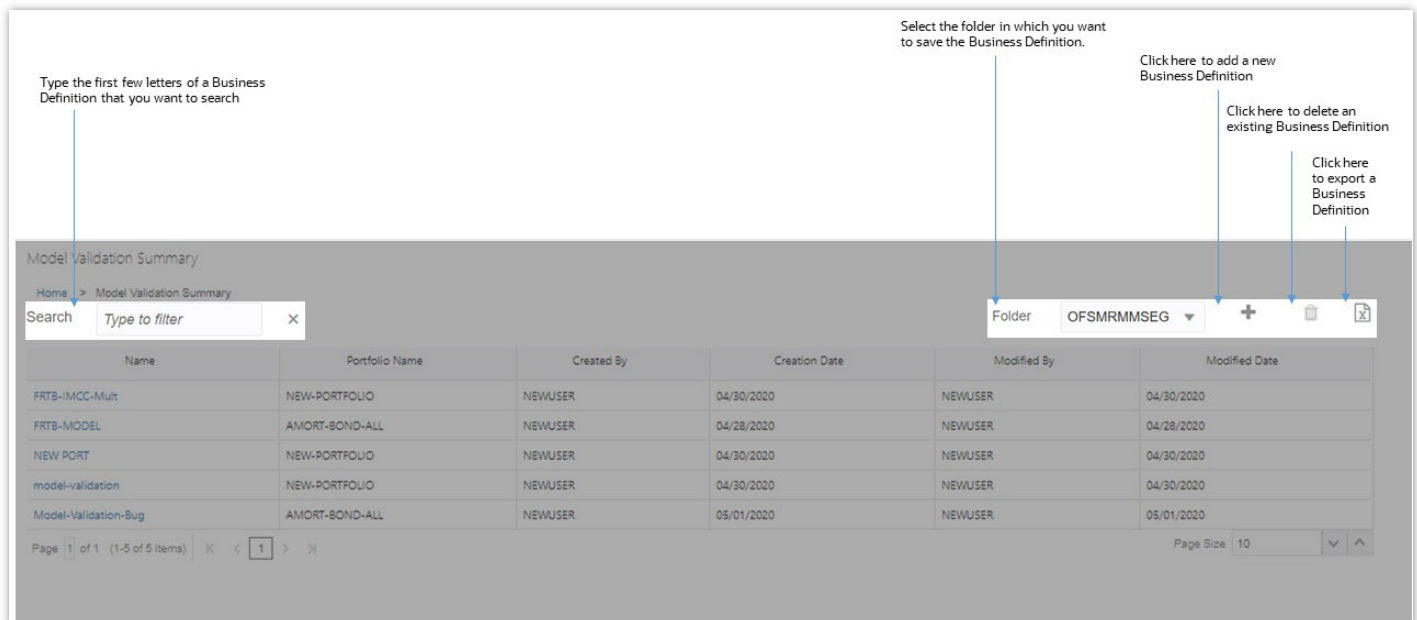 Select the folder in which you want
to save the Business Definition.
Click here to add a new
Business Definition
Type the first few letters of a Business
Definition that you want to search
Click here to delete an
existing Business Definition
Click here
to export a
Business
Definition
Model Validation Summary
Home > Model Validation Summary
Search Type to filter × Folder OFSMRMMSEG
Name Portfolio Name Created By Creation Date Modified By Modified Date
FRTB-IMCC-Mult NEW-PORTFOLIO NEWUSER 04/30/2020 NEWUSER 04/30/2020
FRTB-MODEL AMORT-BOND-ALL NEWUSER 04/28/2020 NEWUSER 04/28/2020
NEW PORT NEW-PORTFOLIO NEWUSER 04/30/2020 NEWUSER 04/30/2020
model-validation NEW-PORTFOLIO NEWUSER 04/30/2020 NEWUSER 04/30/2020
Model-Validation-Bug AMORT-BOND-ALL NEWUSER 05/01/2020 NEWUSER 05/01/2020
Page 1 of 1 (1-5 of 5 items) 1 Page Size 10